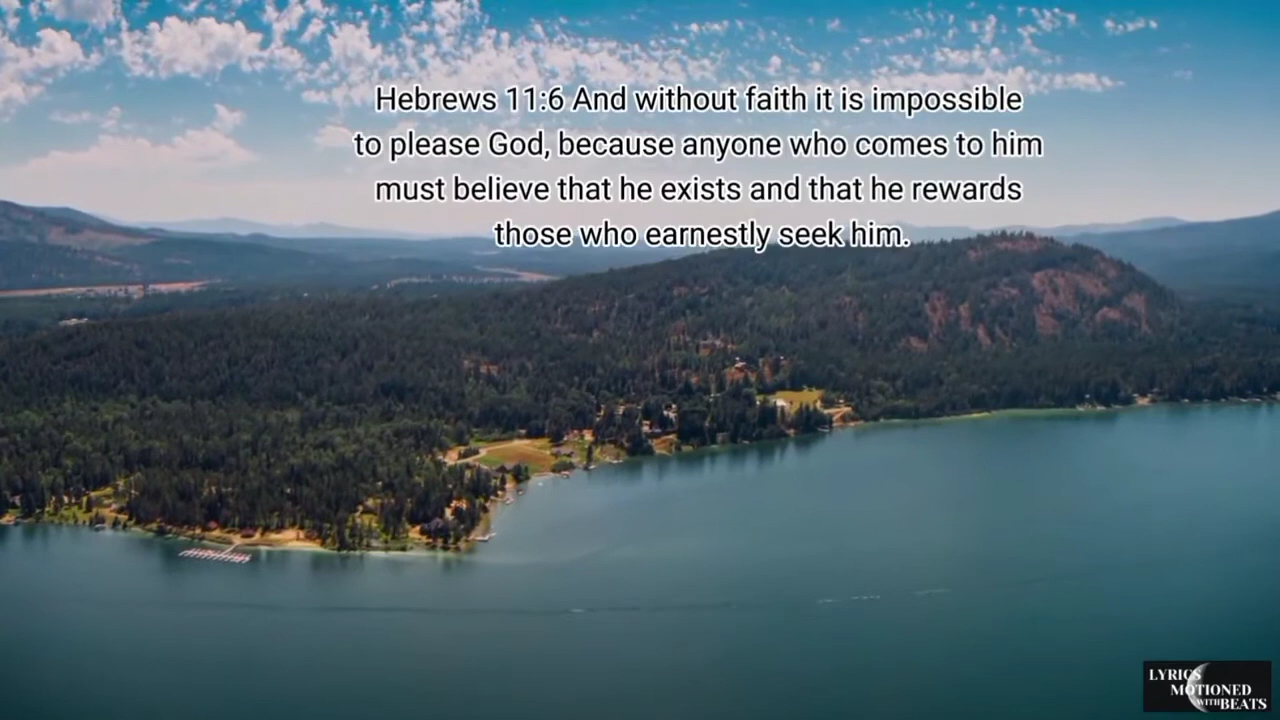 Hebrews 11:6 And without faith it is impossible
to please God, because anyone who comes to him
must believe that he exists and that he rewards
those who earnestly seek him.
LYRICS
MOTIONED
WITH BEATS